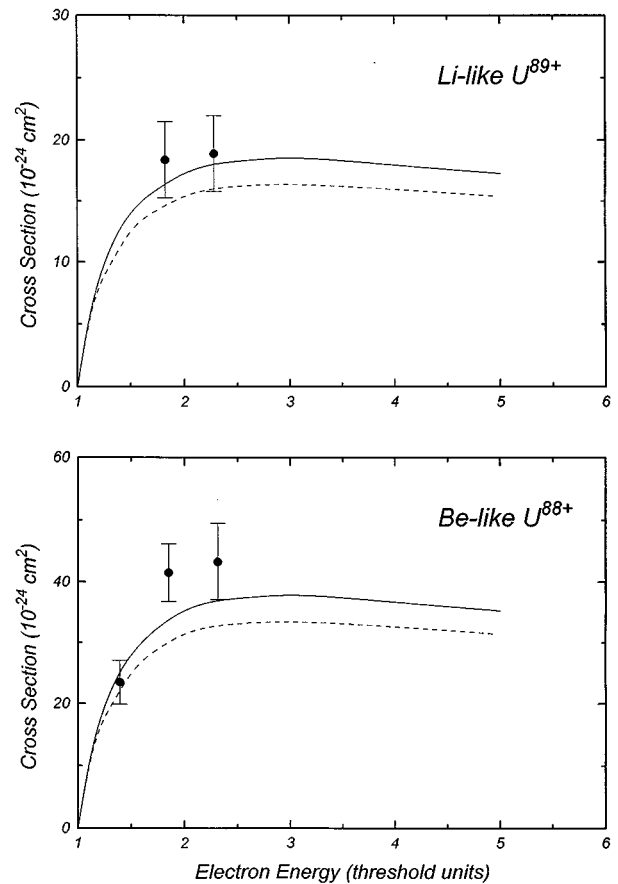 30
Li-like U89+
20
10
0
Cross Section (10-24 cm2)
1 2 3 4 5 6
60
Be-like U88+
40
20
0
Cross Section (10-24 cm2)
1 2 3 4 5 6
Electron Energy (threshold units)